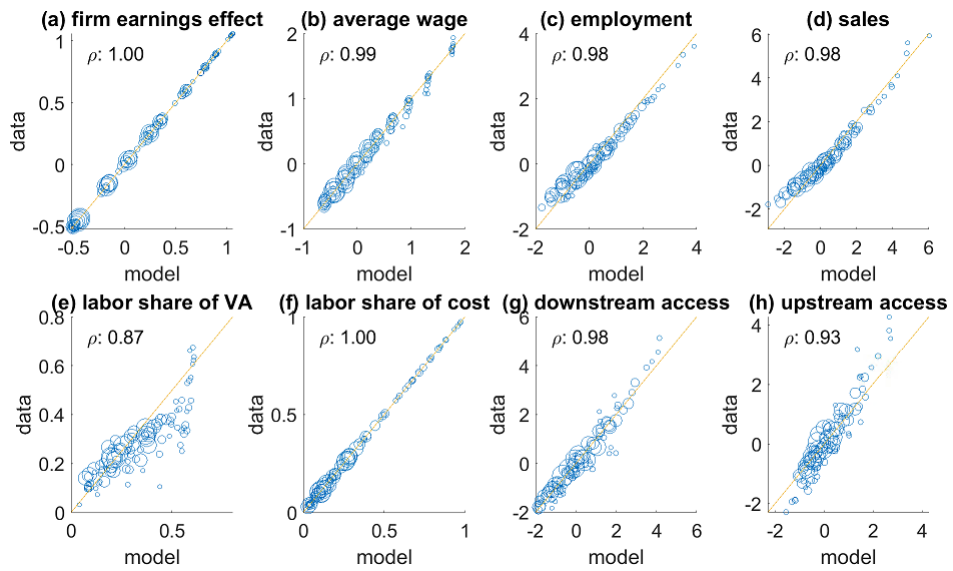 (a) firm earnings effect
ρ: 1.00
1
0.5
0
-0.5
data
-0.5 0 0.5 1
model
(b) average wage
ρ: 0.99
2
1
0
-1
data
-1 0 1 2
model
(c) employment
ρ: 0.98
4
2
0
-2
data
-2 0 2 4
model
(d) sales
ρ: 0.98
6
4
2
0
-2
data
-2 0 2 4 6
model
(e) labor share of VA
ρ: 0.87
0.8
0.6
0.4
0.2
0
data
0 0.5
model
(f) labor share of cost
ρ: 1.00
1
0.5
0
data
0 0.5 1
model
(g) downstream access
ρ: 0.98
6
4
2
0
-2
data
-2 0 2 4 6
model
(h) upstream access
ρ: 0.93
4
2
0
-2
data
-2 0 2 4
model